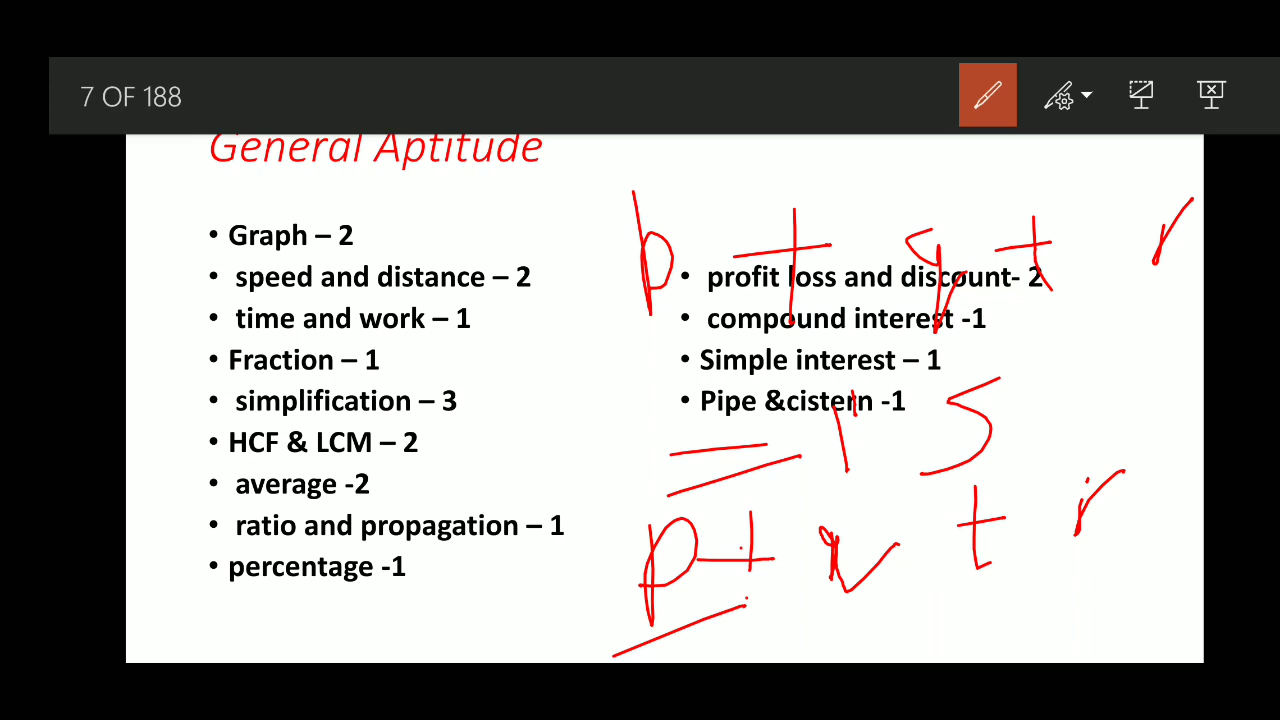 7 OF 188
General Aptitude
• Graph – 2
• speed and distance – 2
• time and work – 1
• Fraction – 1
• simplification – 3
• HCF & LCM – 2
• average -2
• ratio and propagation – 1
• percentage -1
• profit loss and discount- 2
• compound interest -1
• Simple interest – 1
• Pipe &cistern -1
p + q + r
= 15
p + q + r